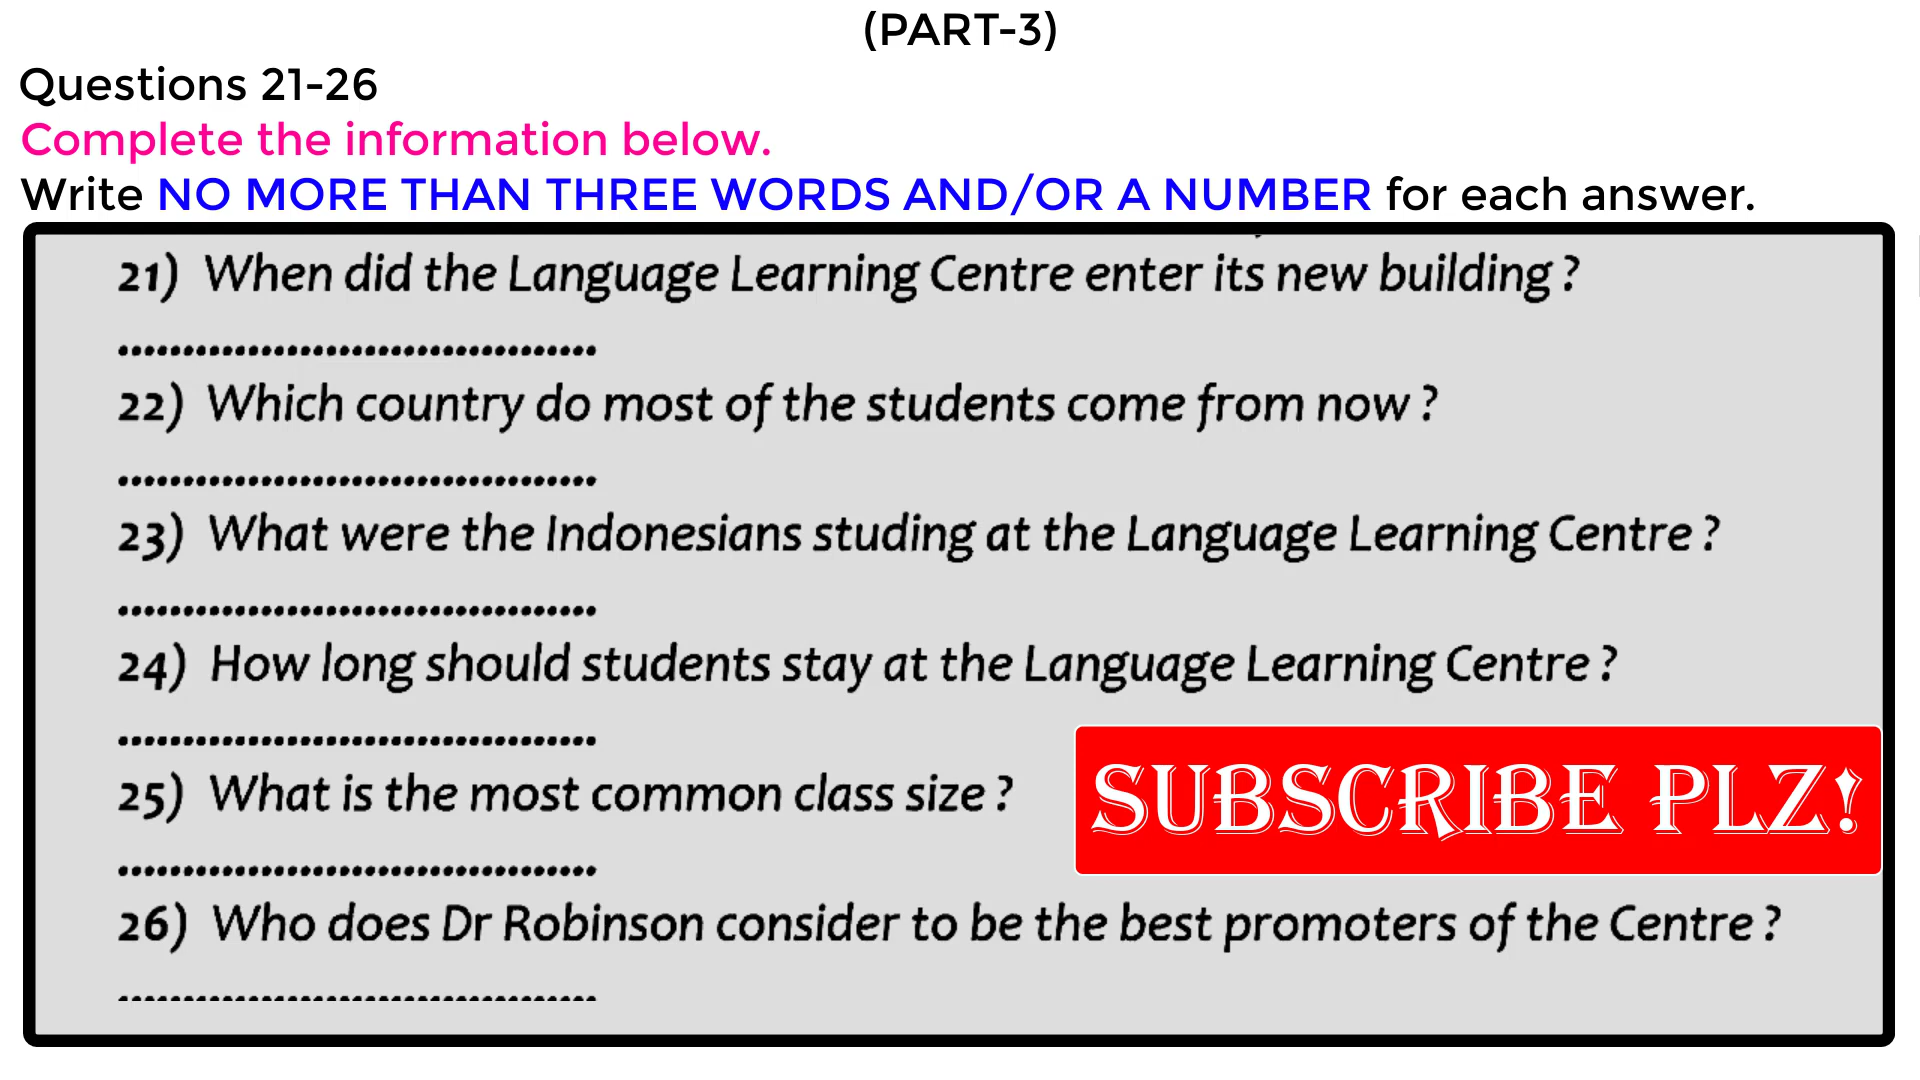 (PART-3)
Questions 21-26
Complete the information below.
Write NO MORE THAN THREE WORDS AND/OR A NUMBER for each answer.
21) When did the Language Learning Centre enter its new building ?
.....................................
22) Which country do most of the students come from now ?
.....................................
23) What were the Indonesians studing at the Language Learning Centre ?
.....................................
24) How long should students stay at the Language Learning Centre ?
.....................................
25) What is the most common class size ?
SUBSCRIBE PLZ!
.....................................
26) Who does Dr Robinson consider to be the best promoters of the Centre ?
.....................................